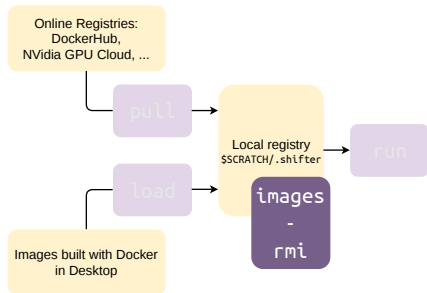 Online Registries:
DockerHub,
NVidia GPU Cloud, ...
pull
Local registry
$SCRATCH/.shifter
run
load
images
-
rmi
Images built with Docker
in Desktop